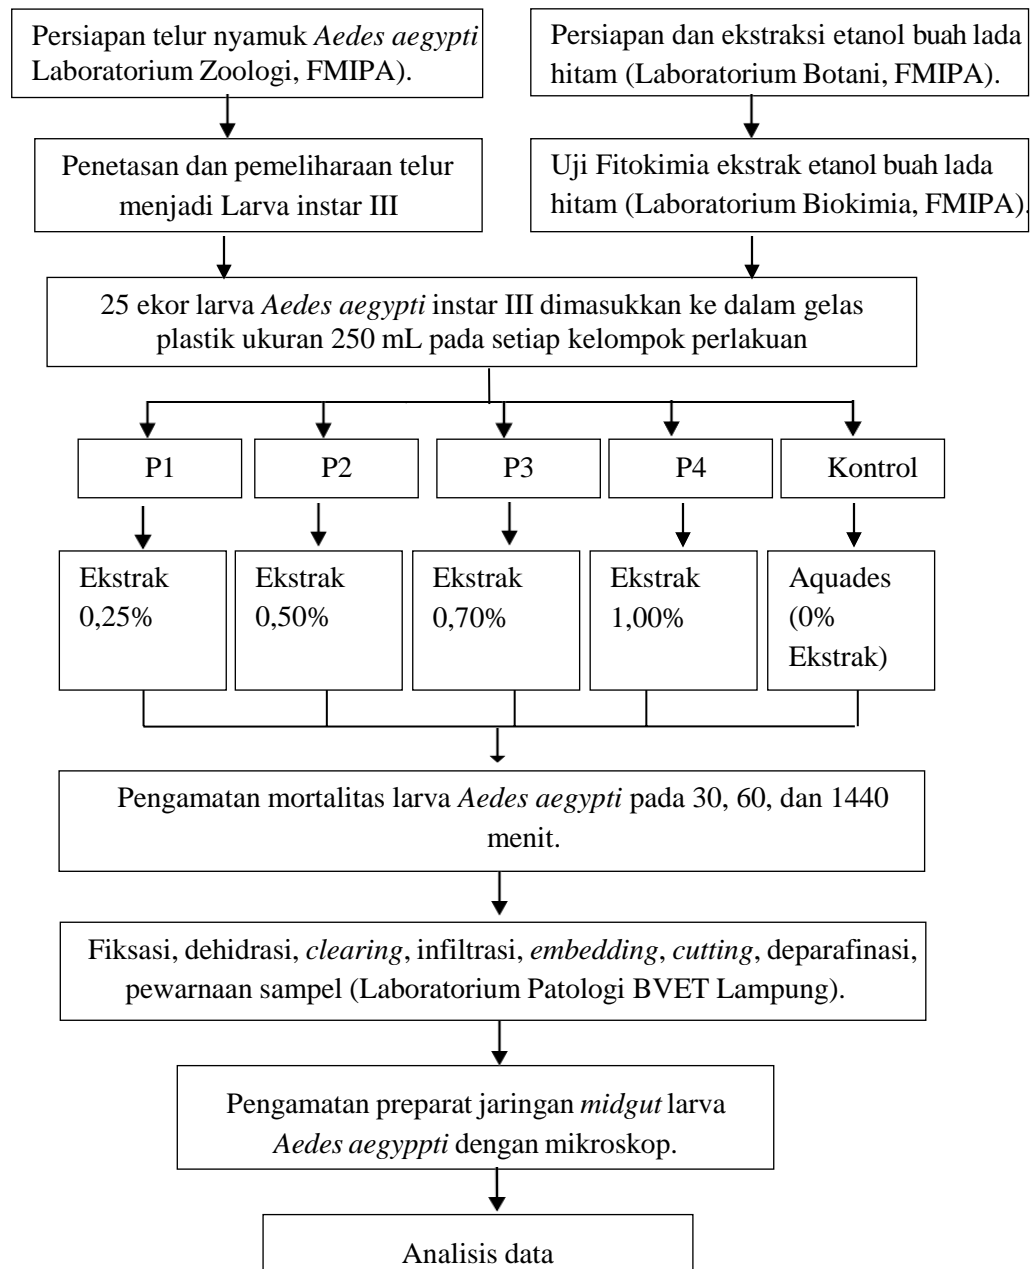 Persiapan telur nyamuk Aedes aegypti
Laboratorium Zoologi, FMIPA).
Persiapan dan ekstraksi etanol buah lada
hitam (Laboratorium Botani, FMIPA).
Penetasan dan pemeliharaan telur
menjadi Larva instar III
Uji Fitokimia ekstrak etanol buah lada
hitam (Laboratorium Biokimia, FMIPA).
25 ekor larva Aedes aegypti instar III dimasukkan ke dalam gelas
plastik ukuran 250 mL pada setiap kelompok perlakuan
P1
P2
P3
P4
Kontrol
Ekstrak
0,25%
Ekstrak
0,50%
Ekstrak
0,70%
Ekstrak
1,00%
Aquades
(0%
Ekstrak)
Pengamatan mortalitas larva Aedes aegypti pada 30, 60, dan 1440
menit.
Fiksasi, dehidrasi, clearing, infiltrasi, embedding, cutting, deparafinasi,
pewarnaan sampel (Laboratorium Patologi BVET Lampung).
Pengamatan preparat jaringan midgut larva
Aedes aegyppti dengan mikroskop.
Analisis data